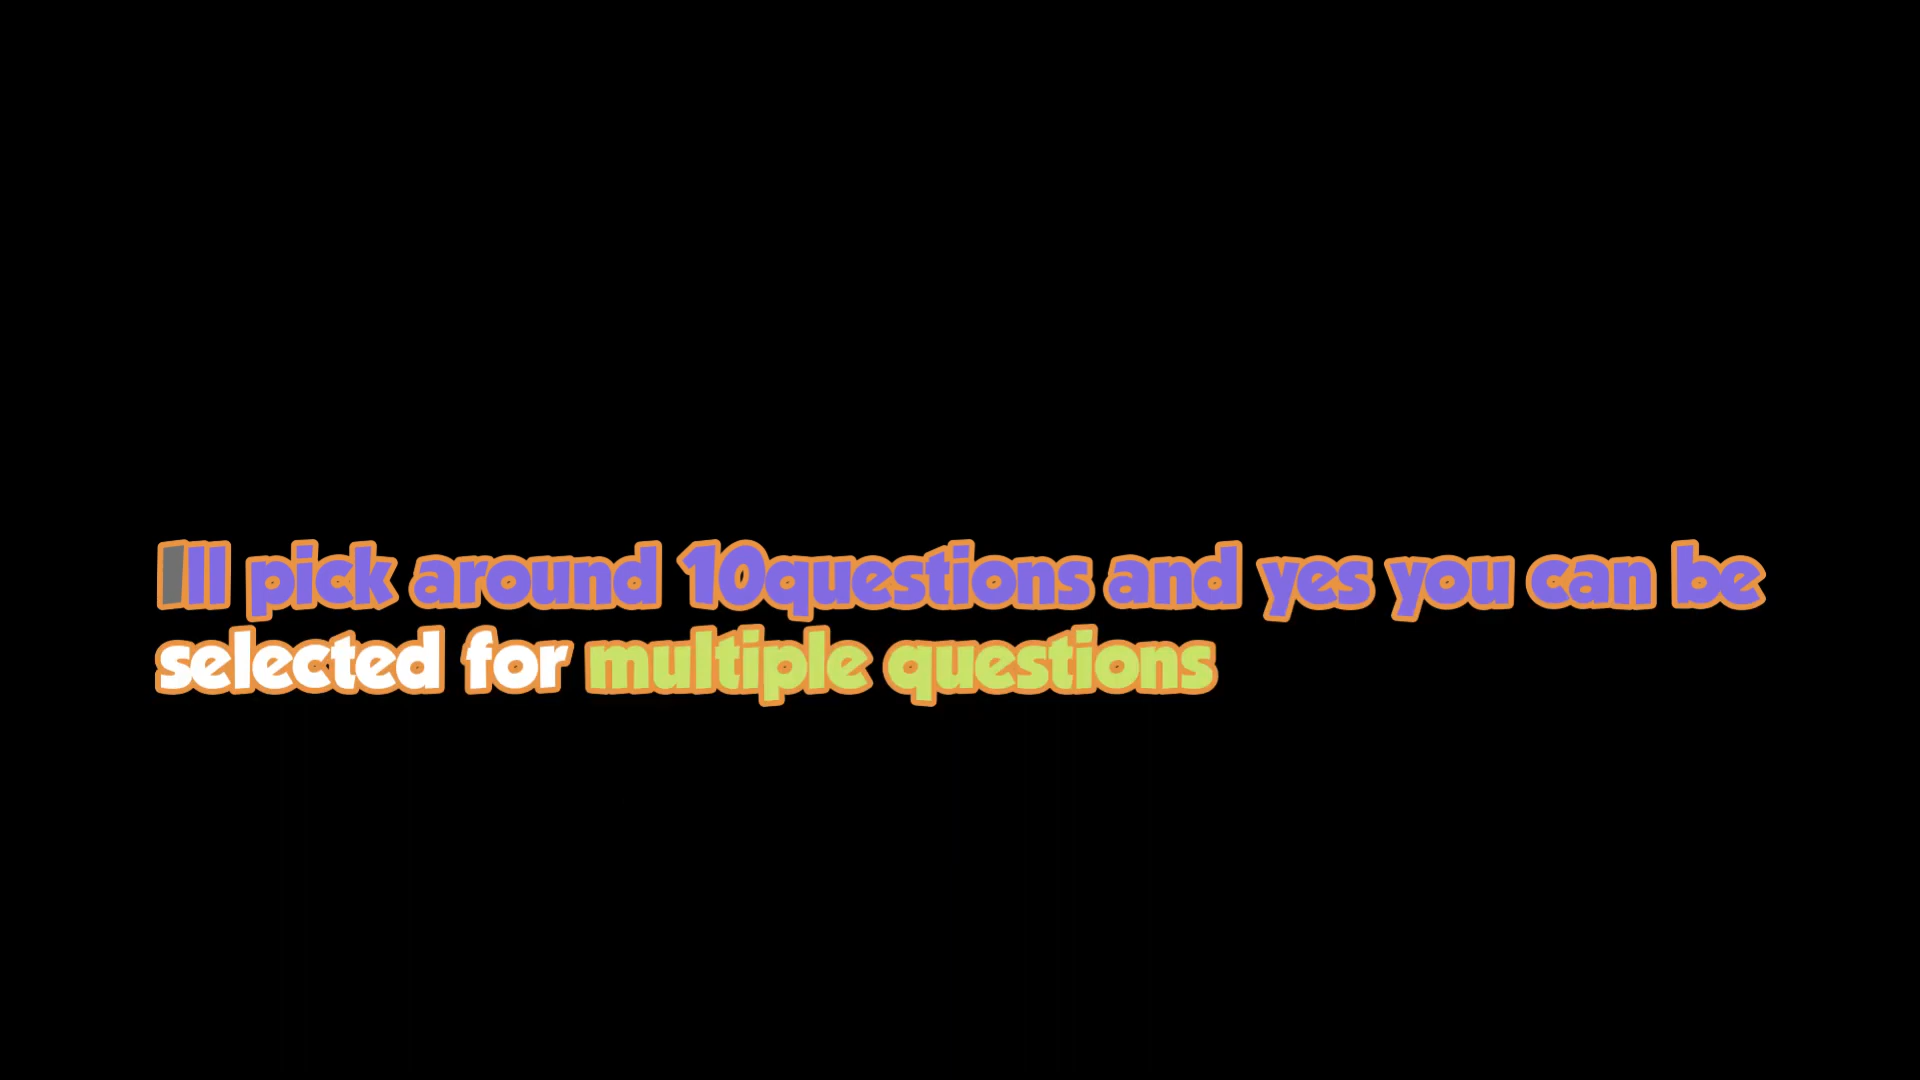 Ill pick around 10questions and yes you can be
selected for multiple questions